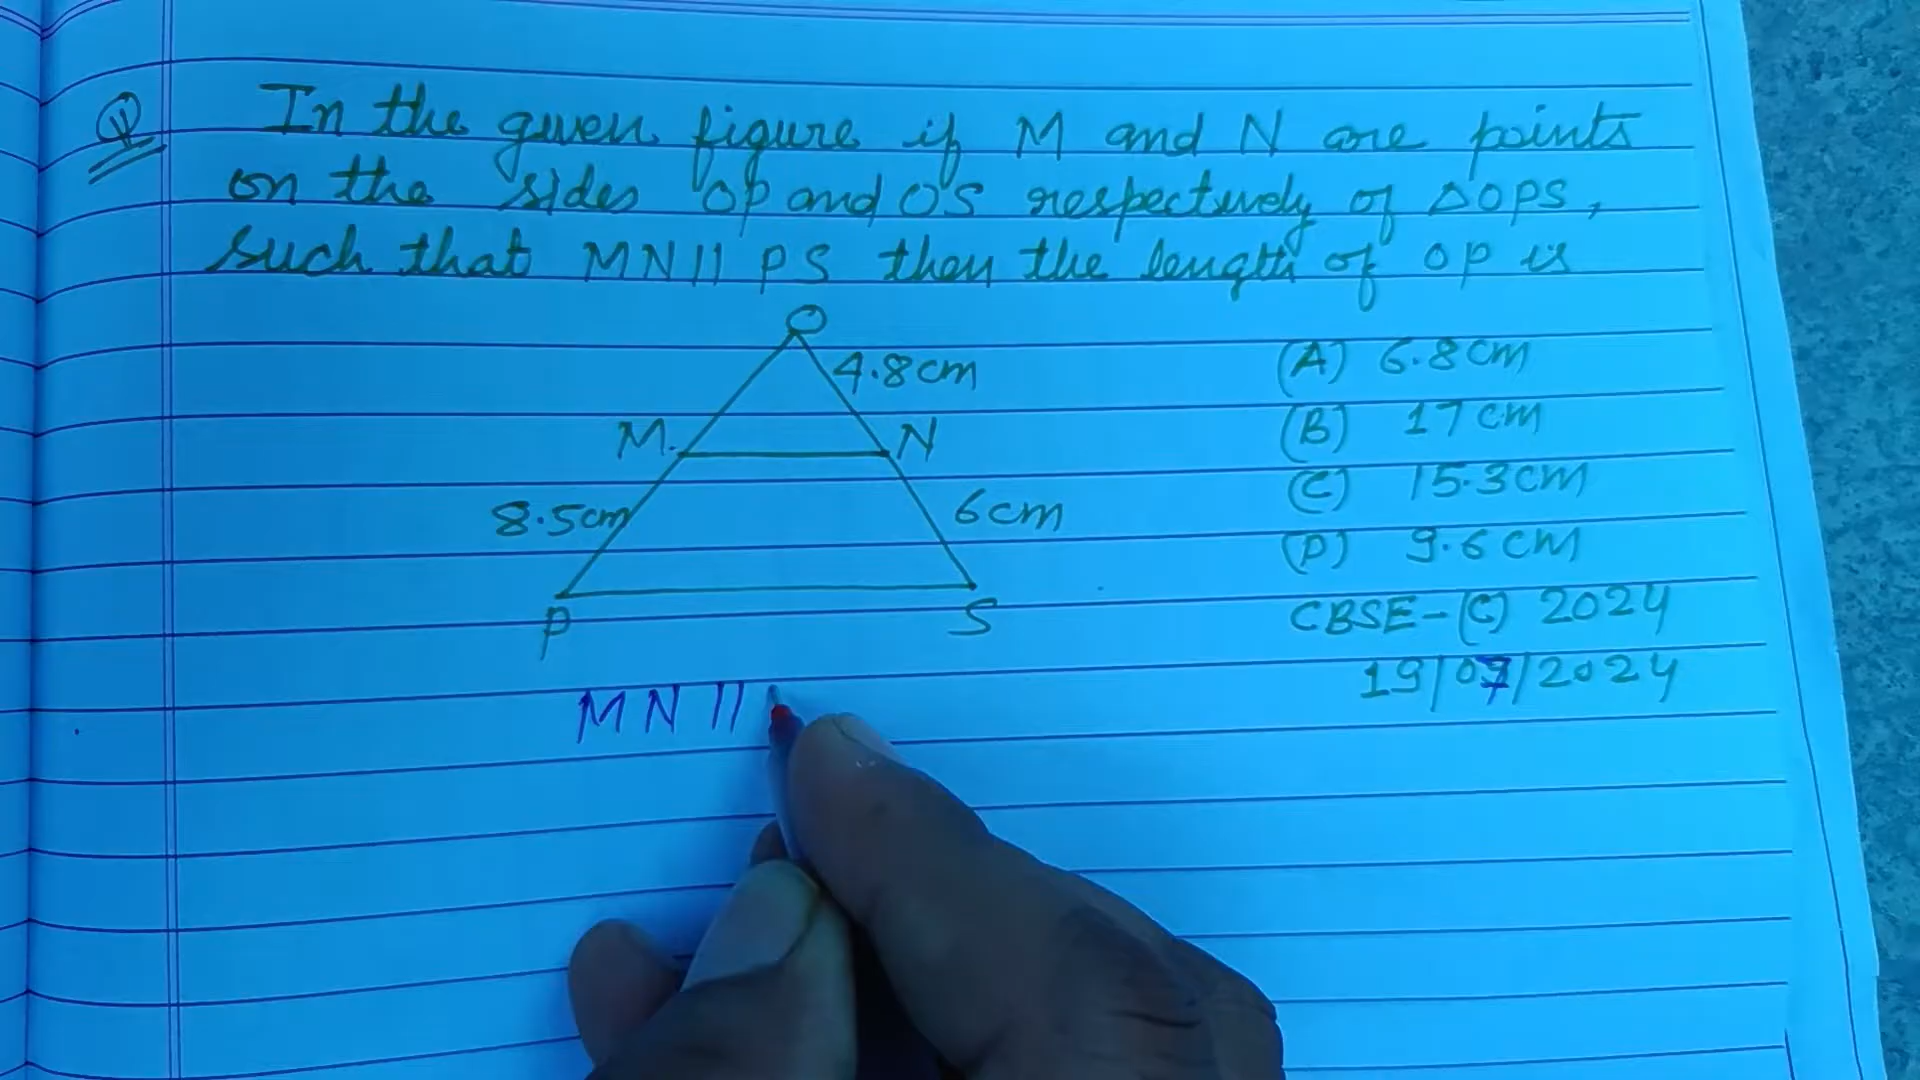 Q In the given figure if M and N are points
on the sides OP and OS respectively of △OPS,
such that MN || PS then the length of OP is
O
4.8cm
M
N
8.5cm
6cm
P
S
(A) 6.8cm
(B) 17cm
(C) 15.3cm
(D) 9.6cm
CBSE-(C) 2024
19/07/2024
MN ||